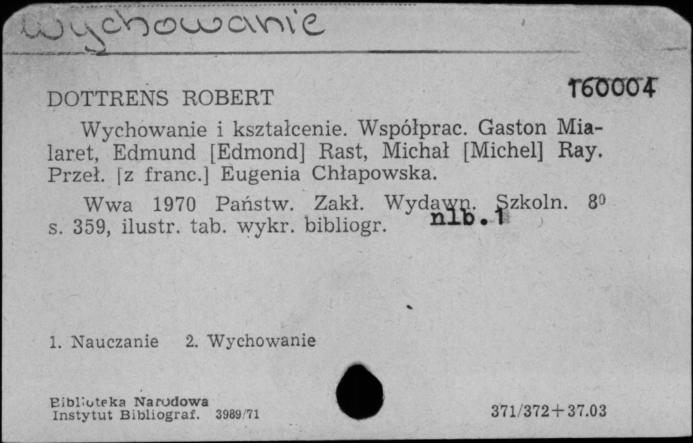 Wychowanie
T60004
DOTTRENS ROBERT
Wychowanie i kształcenie. Współprac. Gaston Mia-
laret, Edmund [Edmond] Rast, Michał [Michel] Ray.
Przeł. [z franc.] Eugenia Chłapowska.
Wwa 1970 Państw. Zakł. Wydawn. Szkoln. 8⁰
s. 359, ilustr. tab. wykr. bibliogr. nlb.1
1. Nauczanie 2. Wychowanie
Biblioteka Narodowa
Instytut Bibliograf. 3989/71
371/372+37.03